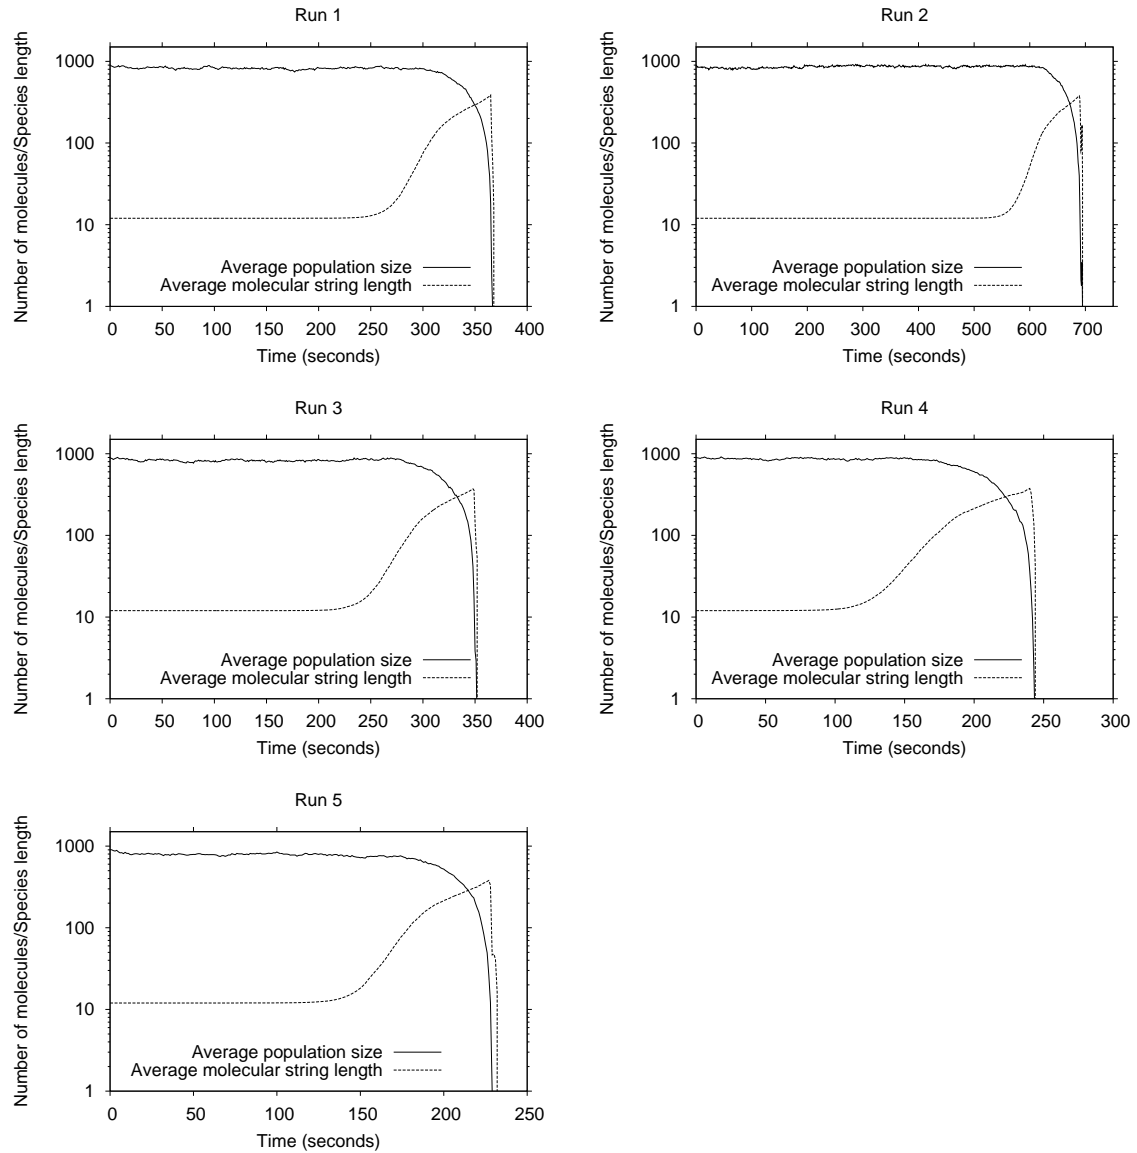 Run 1
Number of molecules/Species length
1000
100
10
1
Average population size
Average molecular string length
0 50 100 150 200 250 300 350 400
Time (seconds)
Run 2
Number of molecules/Species length
1000
100
10
1
Average population size
Average molecular string length
0 100 200 300 400 500 600 700
Time (seconds)
Run 3
Number of molecules/Species length
1000
100
10
1
Average population size
Average molecular string length
0 50 100 150 200 250 300 350 400
Time (seconds)
Run 4
Number of molecules/Species length
1000
100
10
1
Average population size
Average molecular string length
0 50 100 150 200 250 300
Time (seconds)
Run 5
Number of molecules/Species length
1000
100
10
1
Average population size
Average molecular string length
0 50 100 150 200 250
Time (seconds)